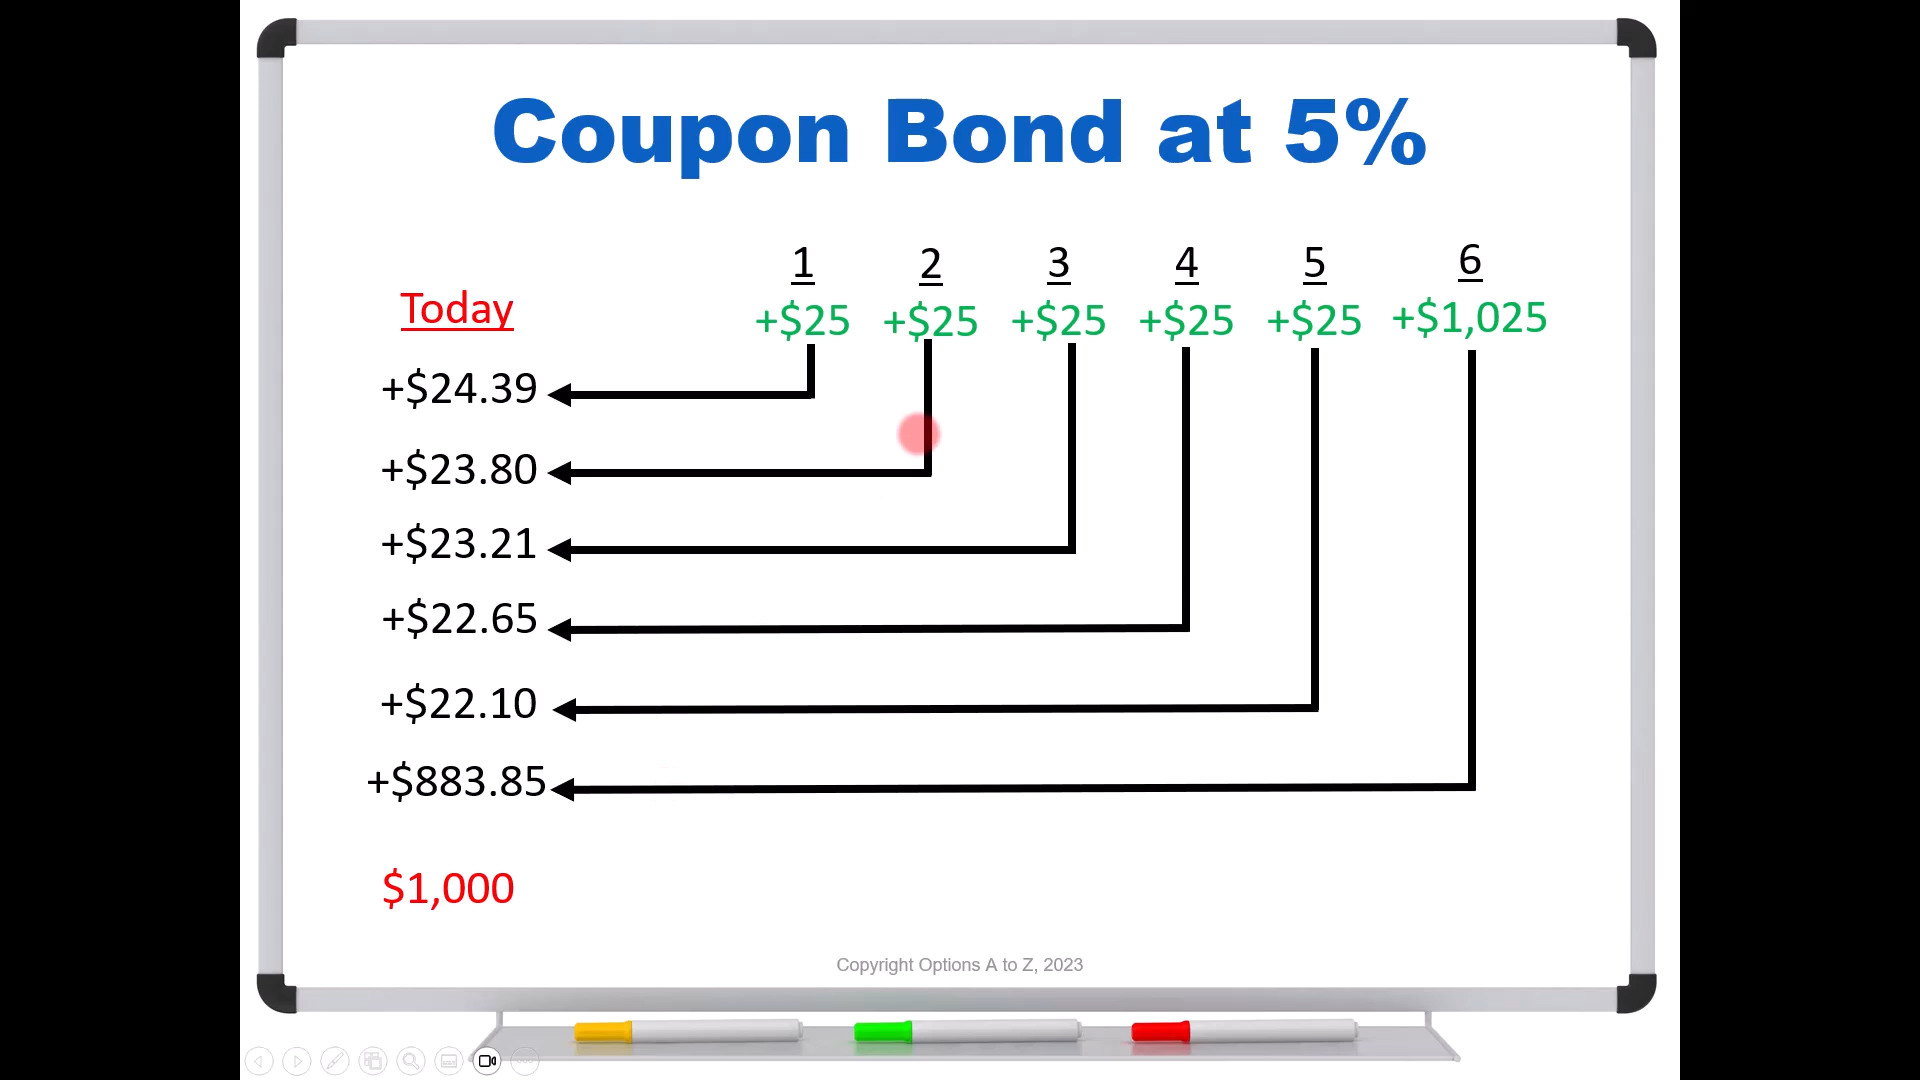 Coupon Bond at 5%
1 2 3 4 5 6
Today +$25 +$25 +$25 +$25 +$25 +$1,025
+$24.39
+$23.80
+$23.21
+$22.65
+$22.10
+$883.85
$1,000
Copyright Options A to Z, 2023